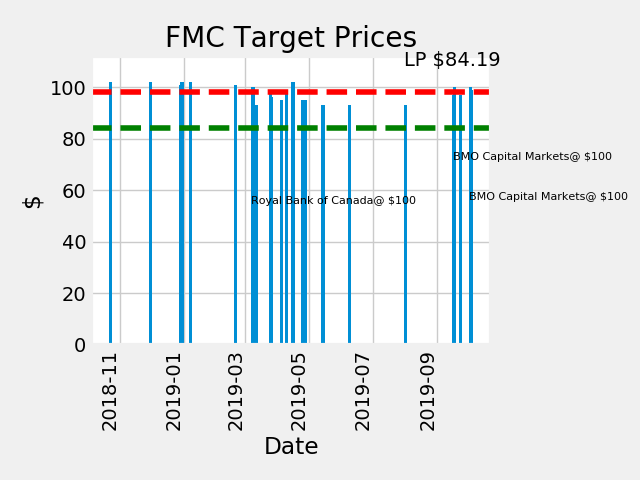 FMC Target Prices
LP $84.19
100
80
60
40
20
0
$
BMO Capital Markets@ $100
Royal Bank of Canada@ $100
BMO Capital Markets@ $100
2018-11
2019-01
2019-03
2019-05
2019-07
2019-09
Date